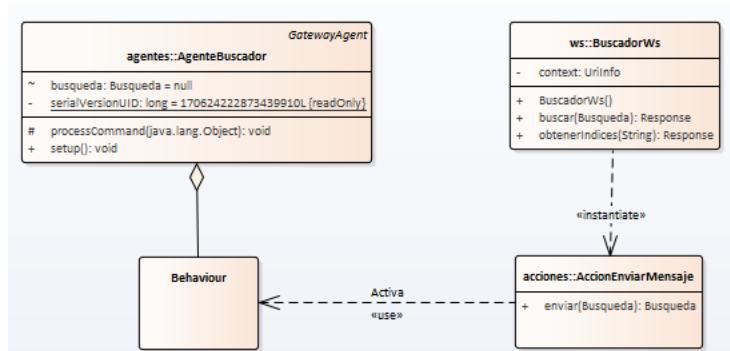 GatewayAgent
agentes::AgenteBuscador
~ busqueda: Busqueda = null
- serialVersionUID: long = 170624222873439910L {readOnly}
# processCommand(java.lang.Object): void
+ setup(): void
ws::BuscadorWs
- context: UriInfo
+ BuscadorWs()
+ buscar(Busqueda): Response
+ obtenerIndices(String): Response
«instantiate»
Behaviour
Activa
«use»
acciones::AccionEnviarMensaje
+ enviar(Busqueda): Busqueda